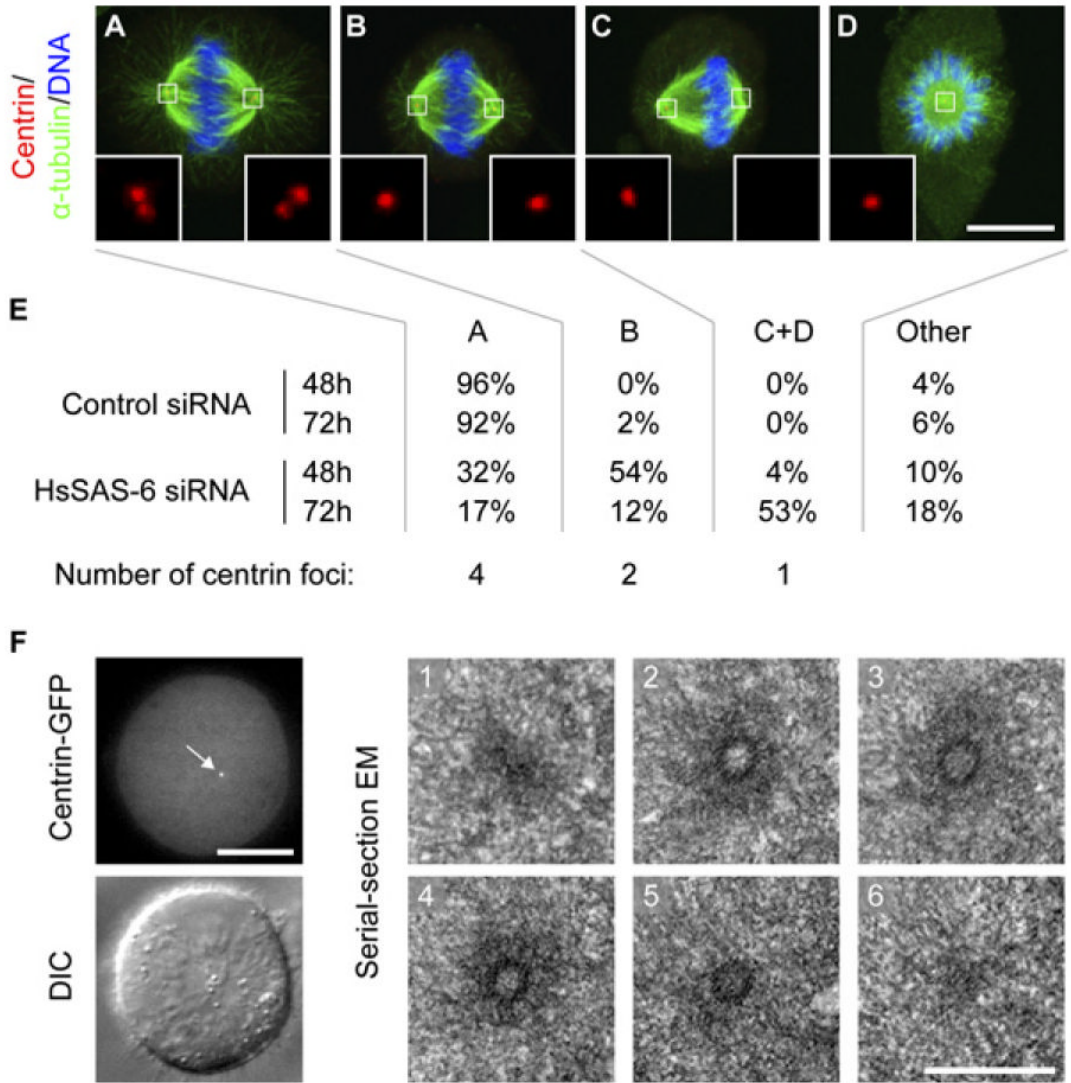 A B C D
Centrin/
α-tubulin/DNA
E
A B C+D Other
Control siRNA 48h 96% 0% 0% 4%
72h 92% 2% 0% 6%
HsSAS-6 siRNA 48h 32% 54% 4% 10%
72h 17% 12% 53% 18%
Number of centrin foci: 4 2 1
F
Centrin-GFP
DIC
Serial-section EM
1 2 3
4 5 6